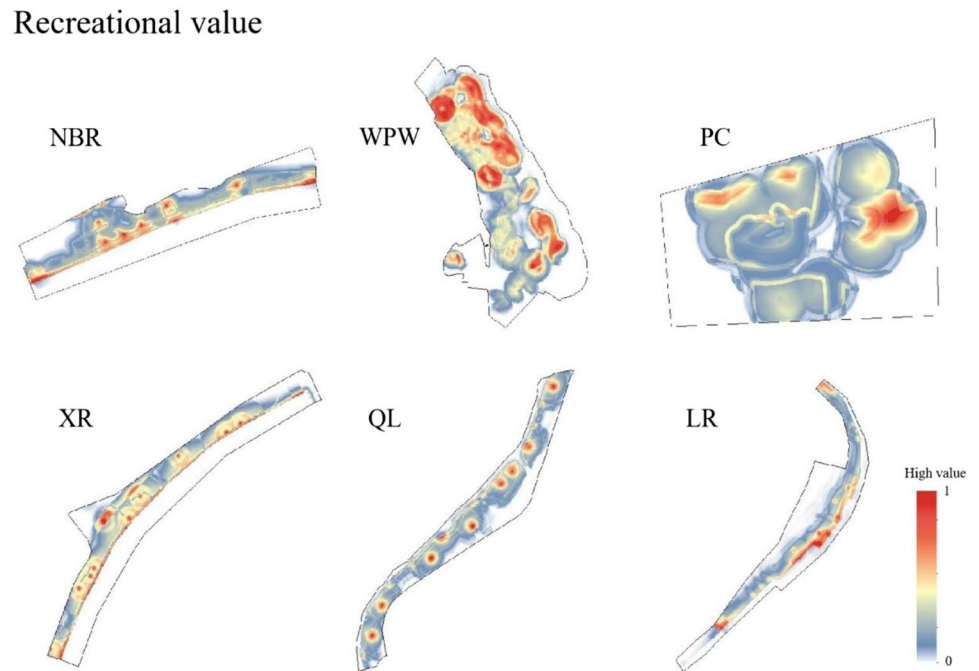 Recreational value
NBR
WPW
PC
XR
QL
LR
High value
1
0